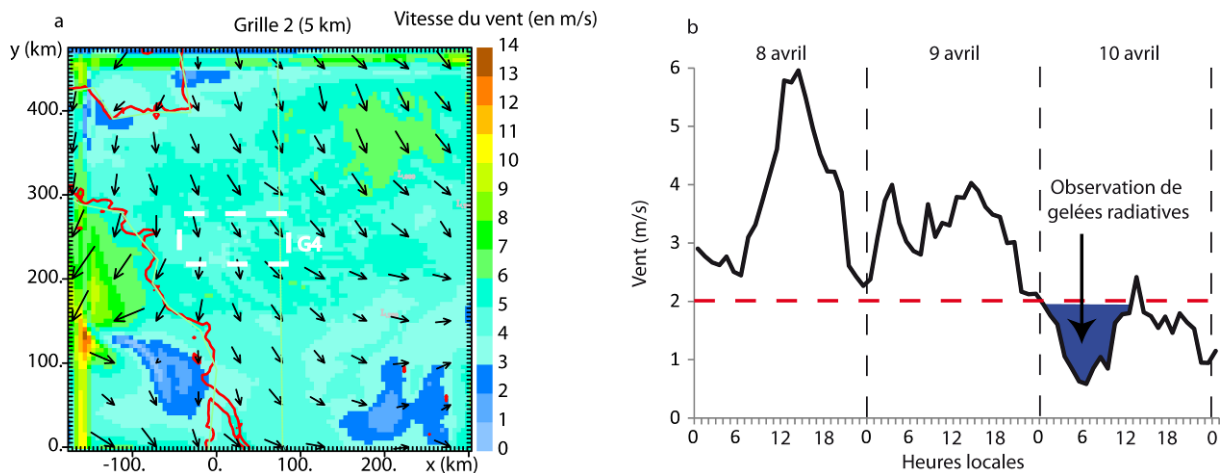 a
Grille 2 (5 km)
Vitesse du vent (en m/s)
y (km)
400.
300.
200.
100.
0.
-100.
0.
100.
200.
x (km)
G4
14
13
12
11
10
9
8
7
6
5
4
3
2
1
0
b
8 avril
9 avril
10 avril
Vent (m/s)
6
5
4
3
2
1
0
Observation de
gelées radiatives
0 6 12 18 0 6 12 18 0 6 12 18 0
Heures locales